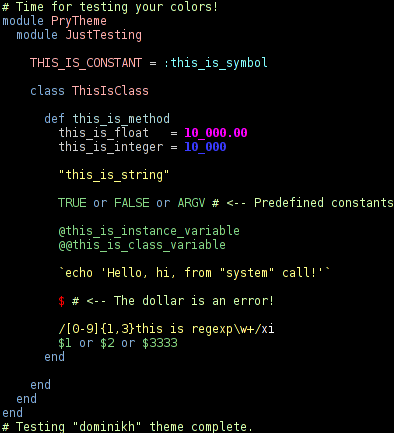 # Time for testing your colors!
module PryTheme
  module JustTesting

    THIS_IS_CONSTANT = :this_is_symbol

    class ThisIsClass

      def this_is_method
        this_is_float   = 10_000.00
        this_is_integer = 10_000

        "this_is_string"

        TRUE or FALSE or ARGV # <-- Predefined constants

        @this_is_instance_variable
        @@this_is_class_variable

        `echo 'Hello, hi, from "system" call!'`

        $ # <-- The dollar is an error!

        /[0-9]{1,3}this is regexp\w+/xi
        $1 or $2 or $3333
      end

    end
  end
end
# Testing "dominikh" theme complete.